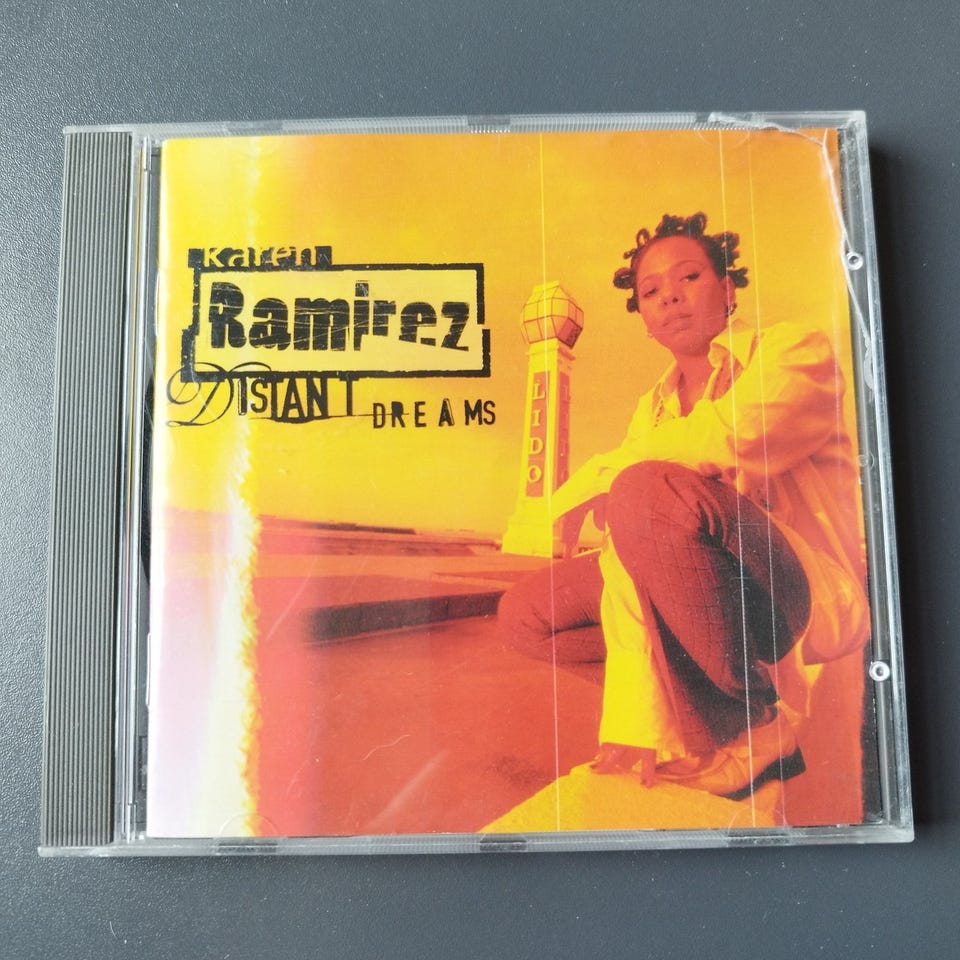 Karen
Ramirez
DISTANT DREAMS
LIDO